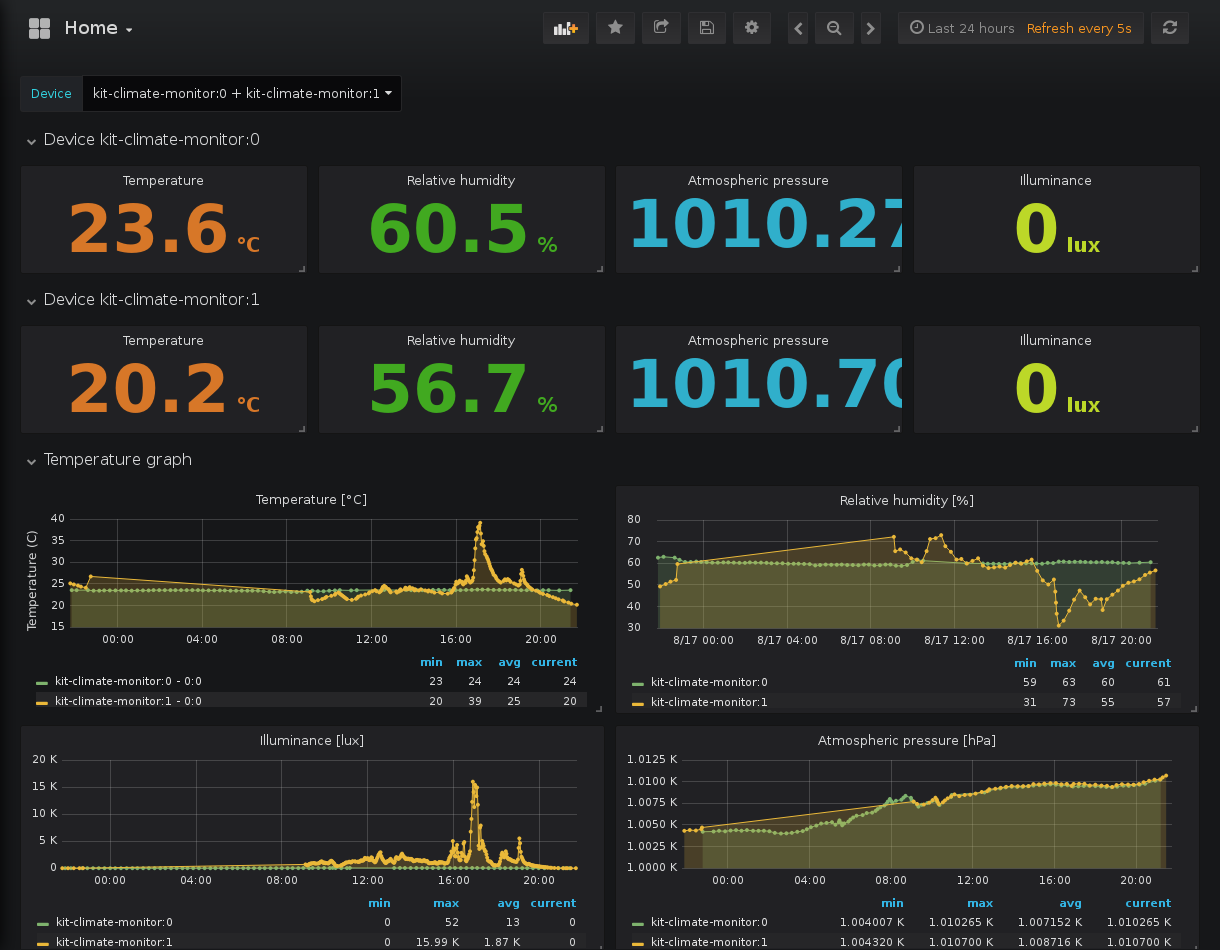 Home
Last 24 hours Refresh every 5s
Device kit-climate-monitor:0 + kit-climate-monitor:1
Device kit-climate-monitor:0
Temperature Relative humidity Atmospheric pressure Illuminance
23.6 °C 60.5 % 1010.27 0 lux
Device kit-climate-monitor:1
Temperature Relative humidity Atmospheric pressure Illuminance
20.2 °C 56.7 % 1010.70 0 lux
Temperature graph
Temperature [°C]
Temperature (C)
40
35
30
25
20
15
00:00 04:00 08:00 12:00 16:00 20:00
min max avg current
kit-climate-monitor:0 - 0:0 23 24 24 24
kit-climate-monitor:1 - 0:0 20 39 25 20
Relative humidity [%]
80
70
60
50
40
30
8/17 00:00 8/17 04:00 8/17 08:00 8/17 12:00 8/17 16:00 8/17 20:00
min max avg current
kit-climate-monitor:0 59 63 60 61
kit-climate-monitor:1 31 73 55 57
Illuminance [lux]
20 K
15 K
10 K
5 K
0
00:00 04:00 08:00 12:00 16:00 20:00
min max avg current
kit-climate-monitor:0 0 52 13 0
kit-climate-monitor:1 0 15.99 K 1.87 K 0
Atmospheric pressure [hPa]
1.0125 K
1.0100 K
1.0075 K
1.0050 K
1.0025 K
1.0000 K
00:00 04:00 08:00 12:00 16:00 20:00
min max avg current
kit-climate-monitor:0 1.004007 K 1.010265 K 1.007152 K 1.010265 K
kit-climate-monitor:1 1.004320 K 1.010700 K 1.008716 K 1.010700 K